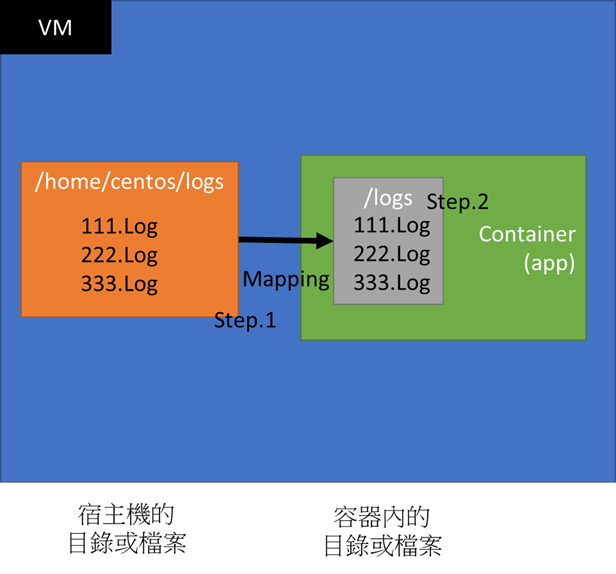 VM
/home/centos/logs
111.Log
222.Log
333.Log
Mapping
Step.1
/logs
Step.2
111.Log
222.Log
333.Log
Container
(app)
宿主機的
目錄或檔案
容器內的
目錄或檔案